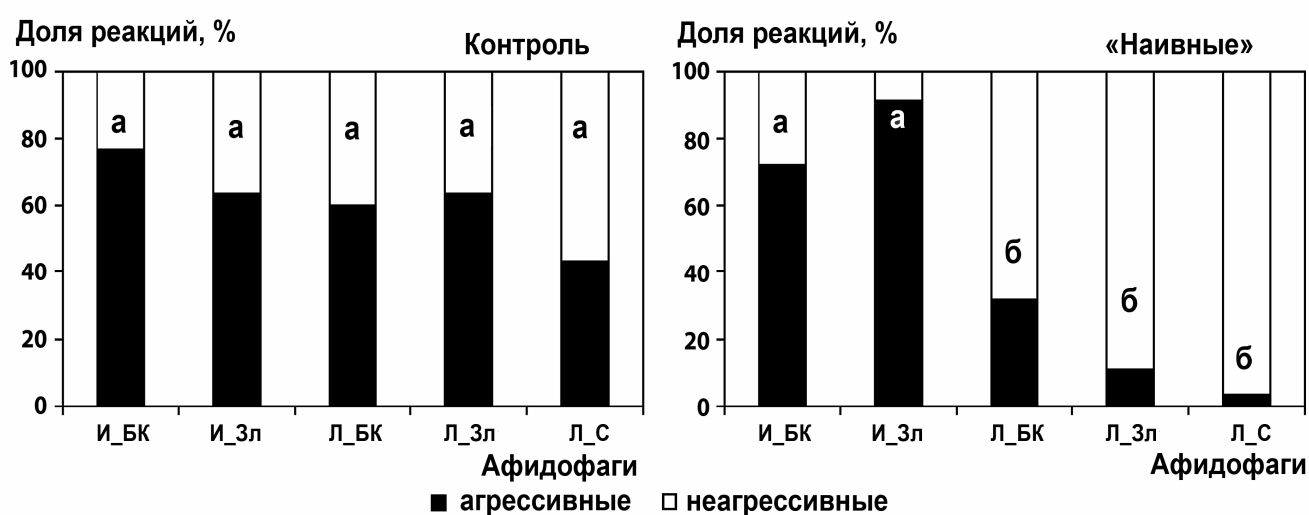 Доля реакций, %
Контроль
100
80
60
40
20
0
а
а
а
а
а
И_БК
И_Зл
Л_БК
Л_Зл
Л_С
Афидофаги
Доля реакций, %
«Наивные»
100
80
60
40
20
0
а
а
б
б
б
И_БК
И_Зл
Л_БК
Л_Зл
Л_С
Афидофаги
агрессивные
неагрессивные